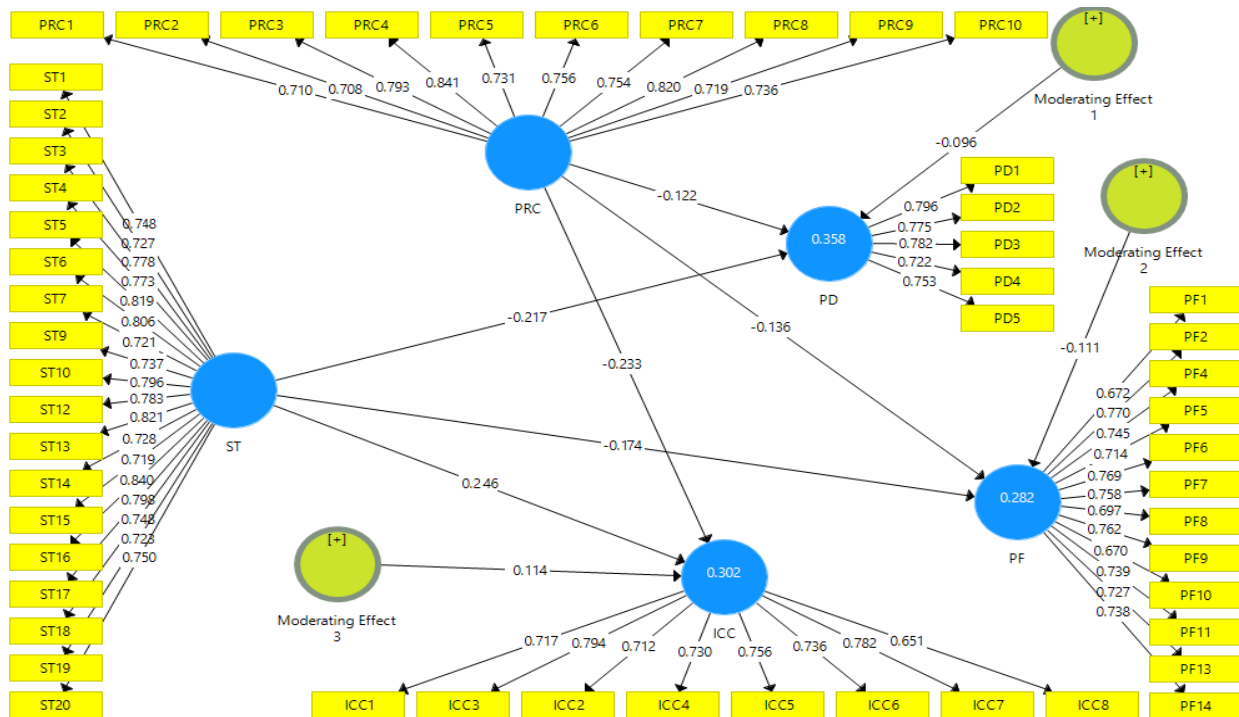 PRC1 PRC2 PRC3 PRC4 PRC5 PRC6 PRC7 PRC8 PRC9 PRC10
[+]
Moderating Effect
1
0.710 0.708 0.793 0.841 0.731 0.756 0.754 0.820 0.719 0.736
PRC
ST1
ST2
ST3
ST4
ST5
ST6
ST7
ST9
ST10
ST12
ST13
ST14
ST15
ST16
ST17
ST18
ST19
ST20
0.748
0.727
0.778
0.773
0.819
0.806
0.721
0.737
0.796
0.783
0.821
0.728
0.719
0.840
0.798
0.748
0.723
0.750
ST
-0.096
-0.122
-0.217
-0.136
-0.233
-0.174
0.246
0.358
PD
0.796
0.775
0.782
0.722
0.753
PD1
PD2
PD3
PD4
PD5
[+]
Moderating Effect
2
-0.111
0.282
PF
0.672
0.770
0.745
0.714
0.769
0.758
0.697
0.762
0.670
0.739
0.727
0.738
PF1
PF2
PF4
PF5
PF6
PF7
PF8
PF9
PF10
PF11
PF13
PF14
[+]
Moderating Effect
3
0.114
0.302
ICC
0.717 0.794 0.712 0.730 0.756 0.736 0.782 0.651
ICC1 ICC3 ICC2 ICC4 ICC5 ICC6 ICC7 ICC8